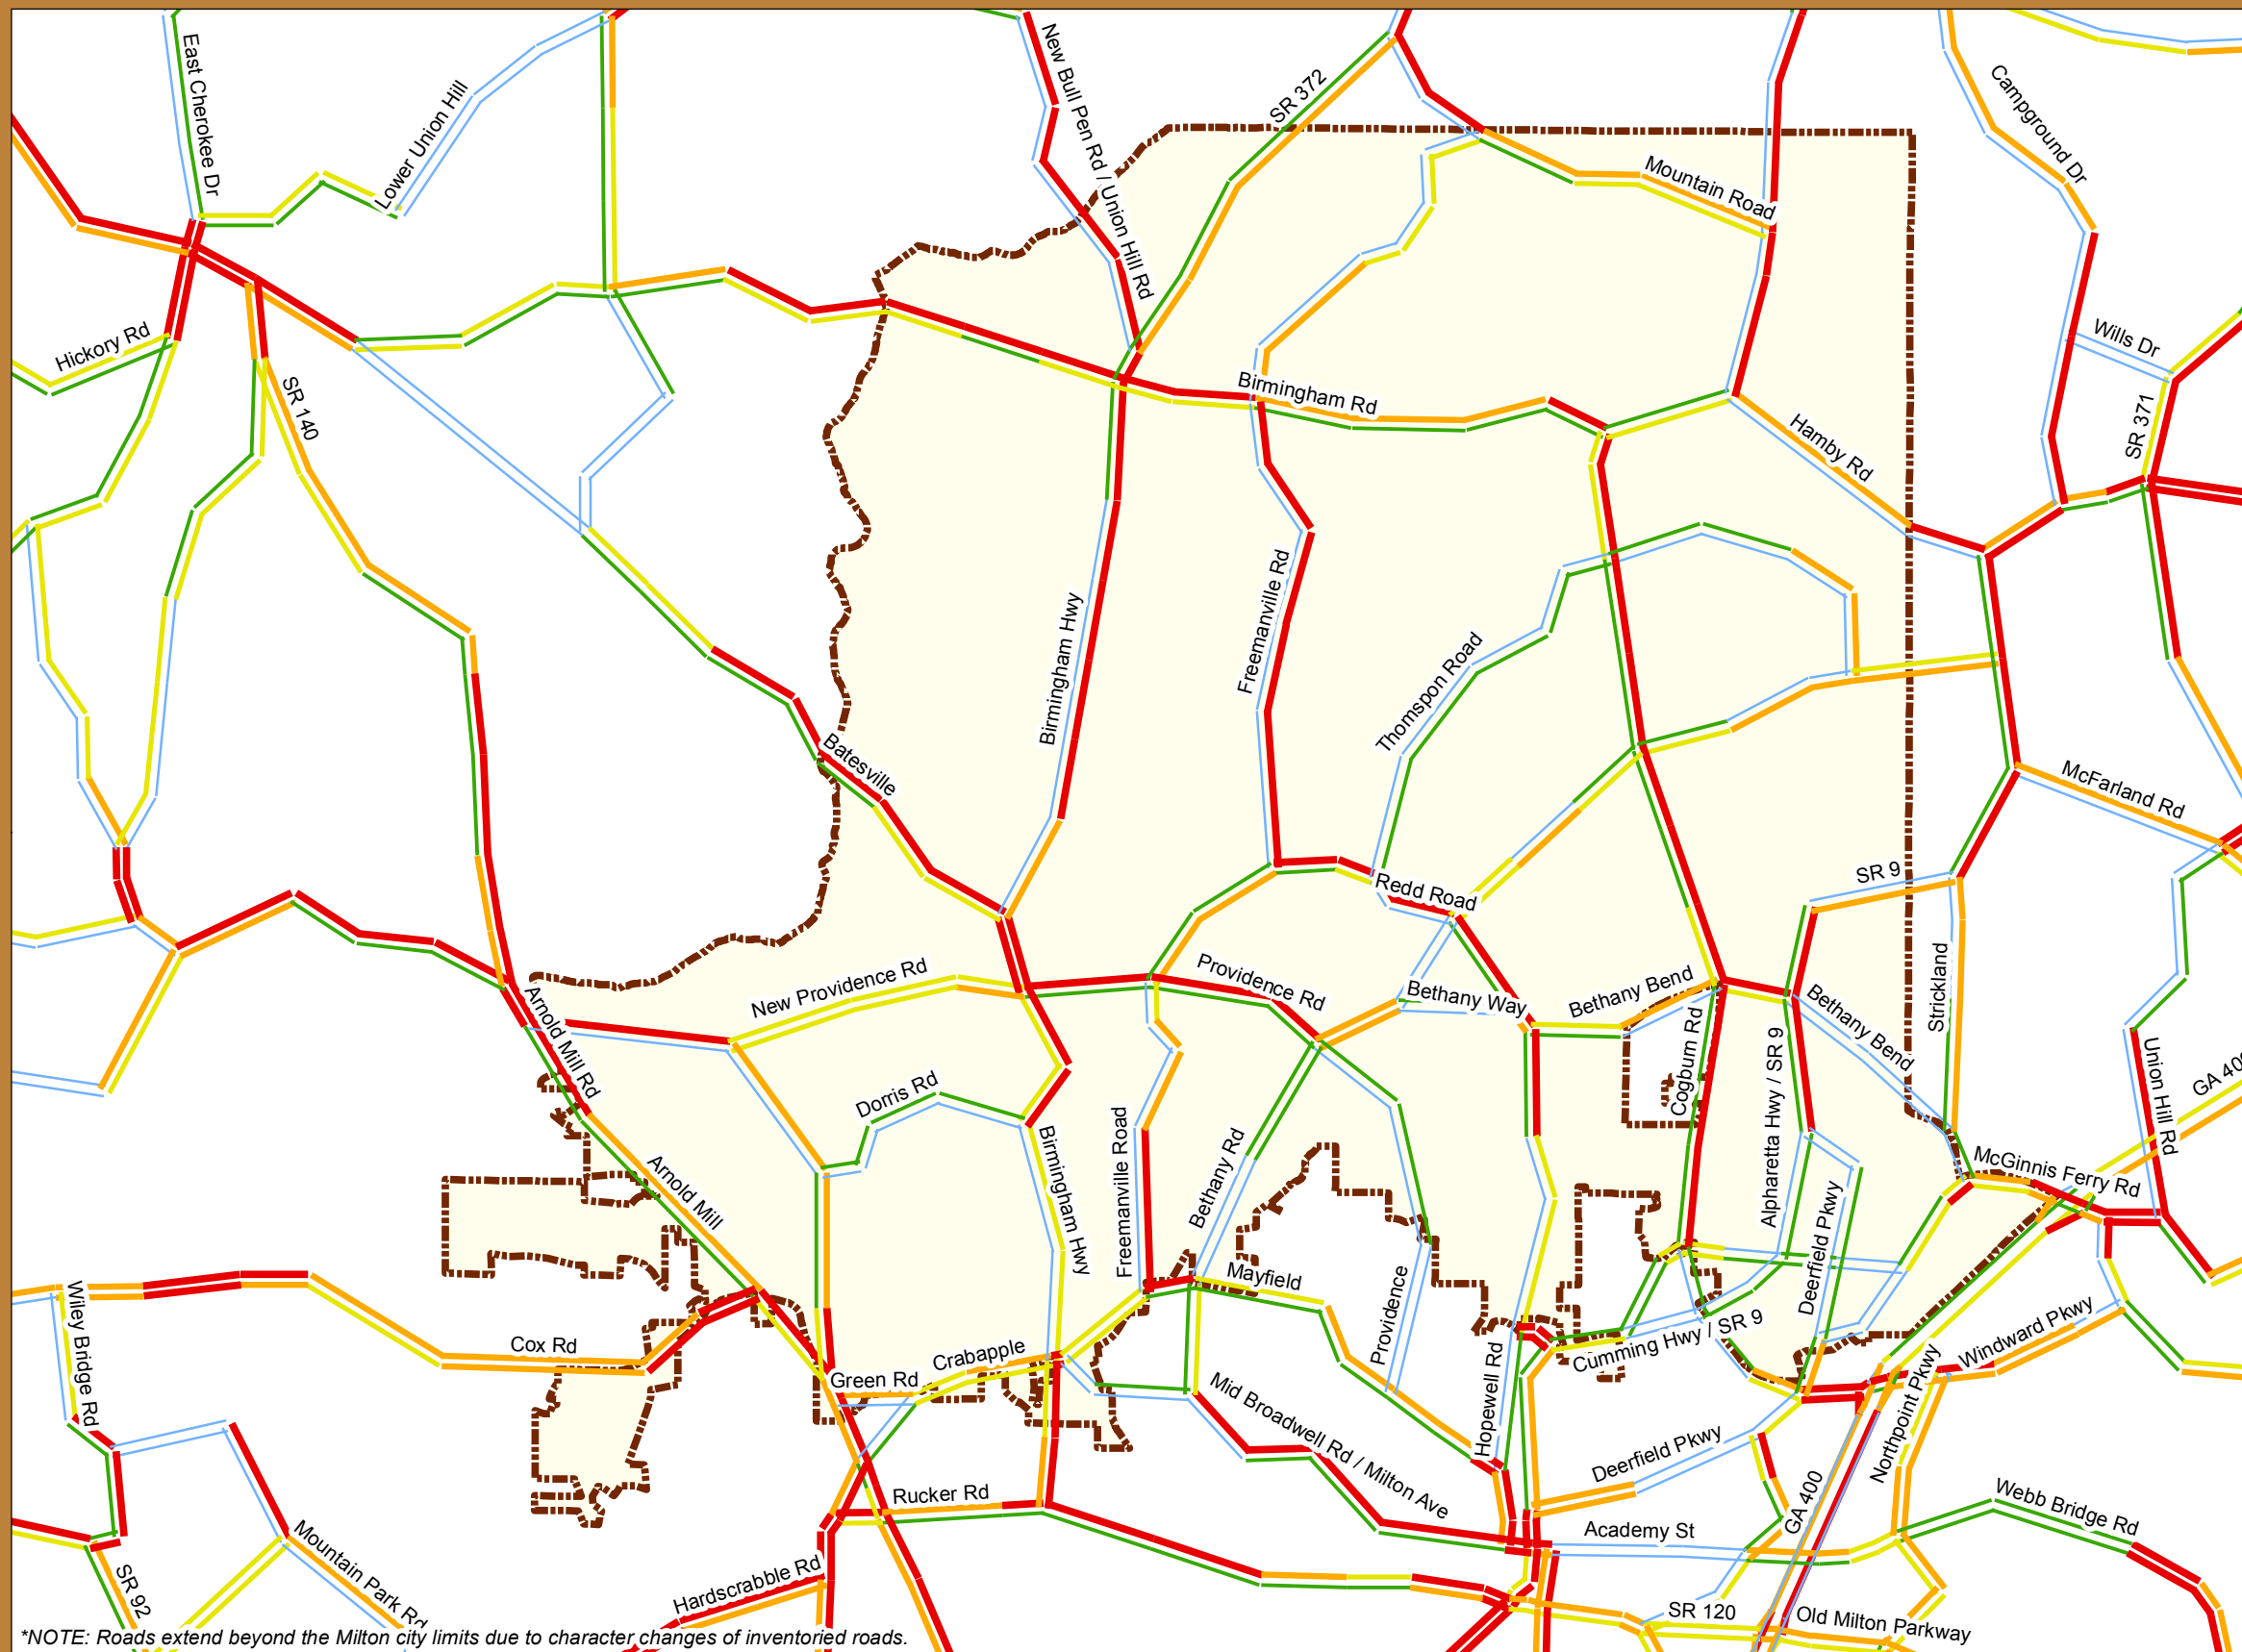 East Cherokee Dr
Lower Union Hill
New Bull Pen Rd / Union Hill Rd
SR 372
Mountain Road
Campground Dr
Wills Dr
Hickory Rd
SR 140
Birmingham Rd
Hamby Rd
SR 371
Freemanville Rd
Birmingham Hwy
Thomspon Road
Batesville
McFarland Rd
SR 9
Redd Road
Strickland
New Providence Rd
Providence Rd
Bethany Way
Bethany Bend
Bethany Bend
Cogburn Rd
Alpharetta Hwy / SR 9
Arnold Mill Rd
Dorris Rd
Union Hill Rd
GA 400
Birmingham Hwy
Freemanville Road
Bethany Rd
Arnold Mill
McGinnis Ferry Rd
Deerfield Pkwy
Mayfield
Providence
Wiley Bridge Rd
Cox Rd
Crabapple
Green Rd
Cumming Hwy / SR 9
Windward Pkwy
Hopewell Rd
Mid Broadwell Rd / Milton Ave
Northpoint Pkwy
Deerfield Pkwy
GA 400
Rucker Rd
Academy St
Webb Bridge Rd
SR 92
Mountain Park Rd
Hardscrabble Rd
SR 120
Old Milton Parkway
*NOTE: Roads extend beyond the Milton city limits due to character changes of inventoried roads.